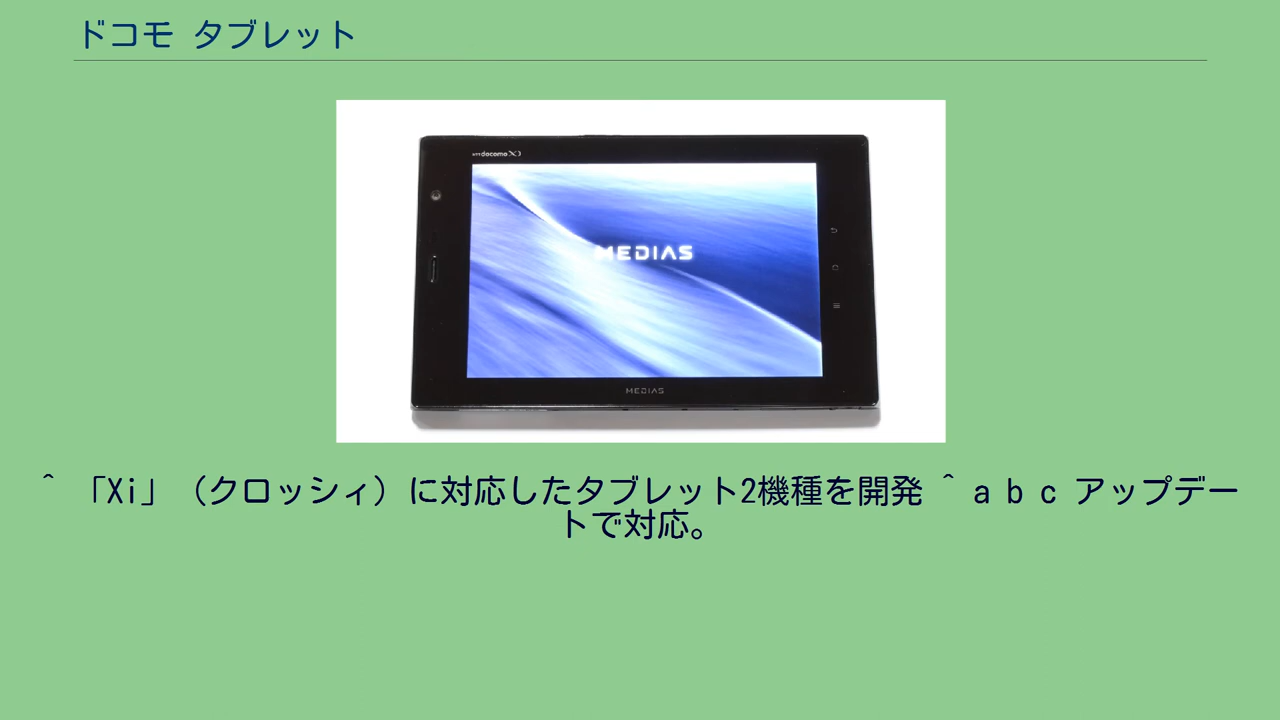 ドコモ タブレット
docomo Xi
MEDIAS
MEDIAS
^ 「Xi」（クロッシィ）に対応したタブレット2機種を開発 ^ a b c アップデー
トで対応。